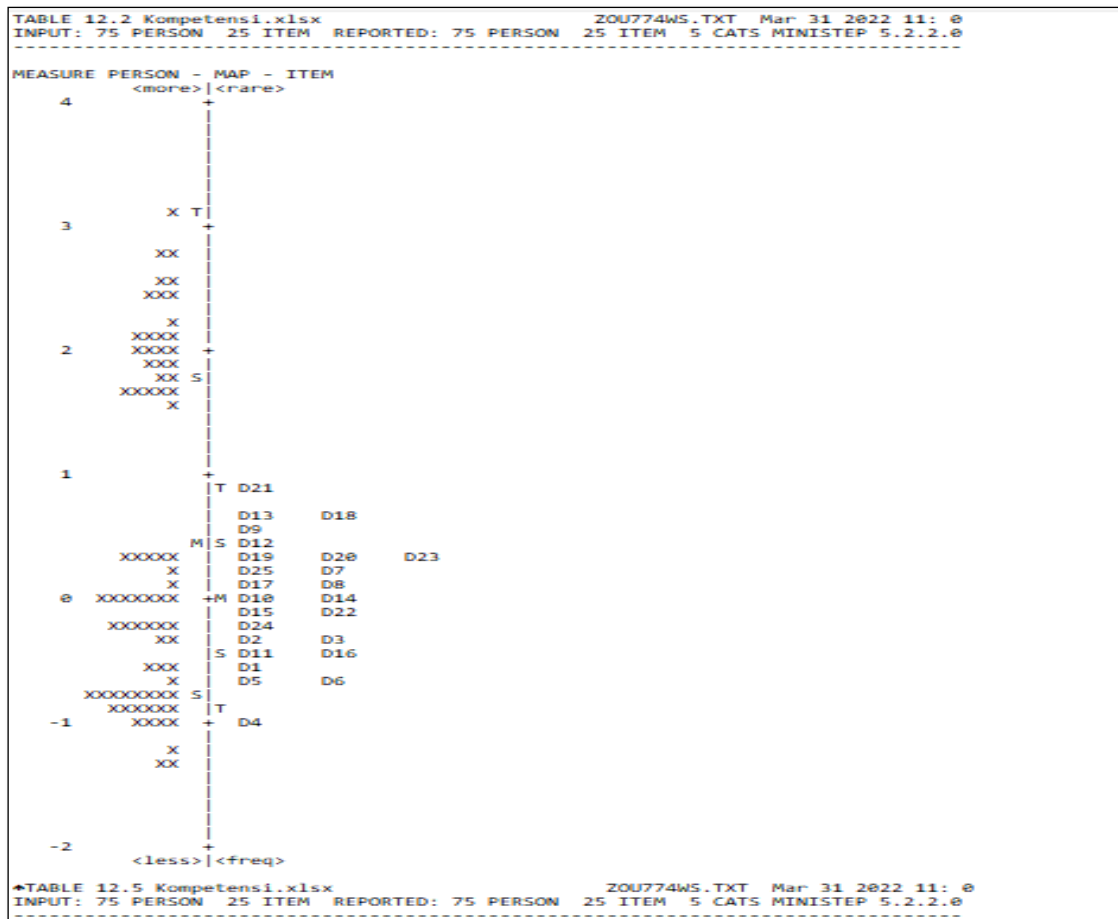 TABLE 12.2 Kompetensi.xlsx ZOU774WS.TXT Mar 31 2022 11: 0
INPUT: 75 PERSON 25 ITEM REPORTED: 75 PERSON 25 ITEM 5 CATS MINISTEP 5.2.2.0
--------------------------------------------------------------------------------
MEASURE PERSON - MAP - ITEM
<more>|<rare>
4 +
|
|
|
|
|
|
|
X T|
3 +
|
XX |
|
XX |
XXX |
|
X |
XXXX |
2 XXXX +
XXX |
XX S|
XXXXX |
X |
|
|
|
|
1 +
|T D21
|
| D13 D18
| D9
M|S D12
XXXXX | D19 D20 D23
X | D25 D7
X | D17 D8
0 XXXXXXX +M D10 D14
| D15 D22
XXXXXX | D24
XX | D2 D3
|S D11 D16
XXX | D1
X | D5 D6
XXXXXXXX S|
XXXXXX |T
-1 XXXX + D4
|
X |
XX |
|
|
|
|
|
-2 +
<less>|<freq>
♠TABLE 12.5 Kompetensi.xlsx ZOU774WS.TXT Mar 31 2022 11: 0
INPUT: 75 PERSON 25 ITEM REPORTED: 75 PERSON 25 ITEM 5 CATS MINISTEP 5.2.2.0
--------------------------------------------------------------------------------